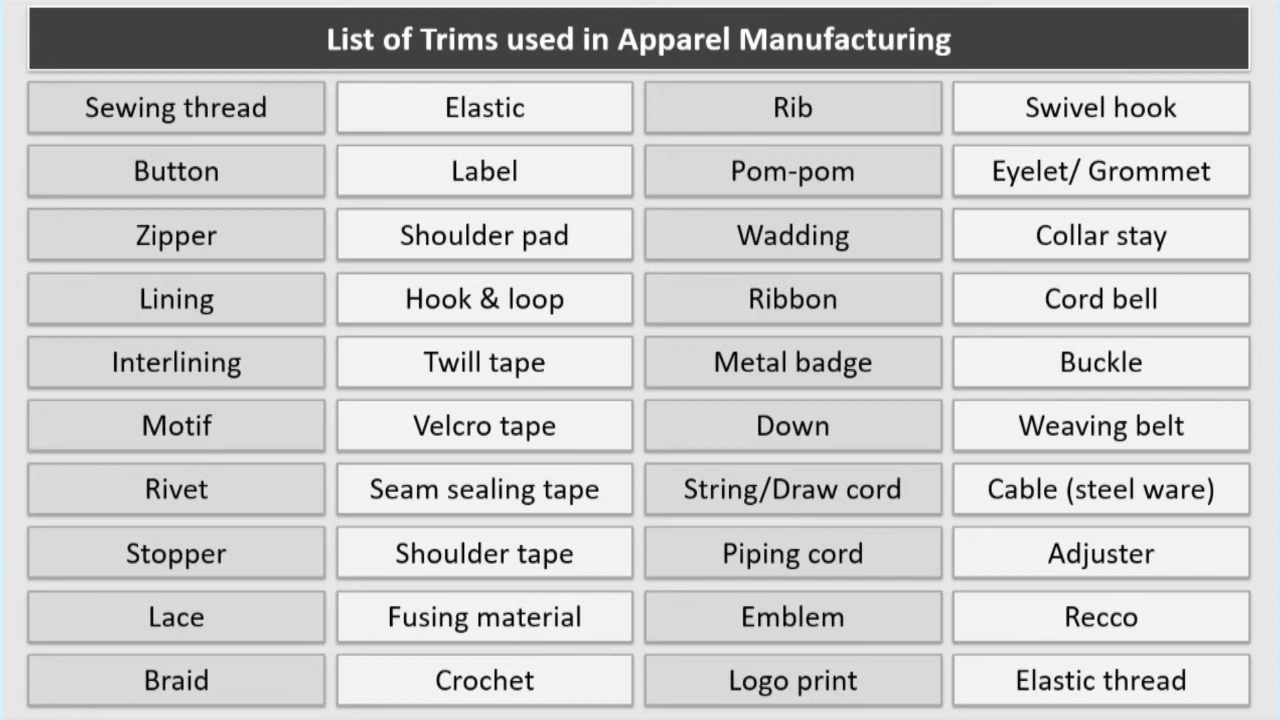 List of Trims used in Apparel Manufacturing
Sewing thread Elastic Rib Swivel hook
Button Label Pom-pom Eyelet/ Grommet
Zipper Shoulder pad Wadding Collar stay
Lining Hook & loop Ribbon Cord bell
Interlining Twill tape Metal badge Buckle
Motif Velcro tape Down Weaving belt
Rivet Seam sealing tape String/Draw cord Cable (steel ware)
Stopper Shoulder tape Piping cord Adjuster
Lace Fusing material Emblem Recco
Braid Crochet Logo print Elastic thread